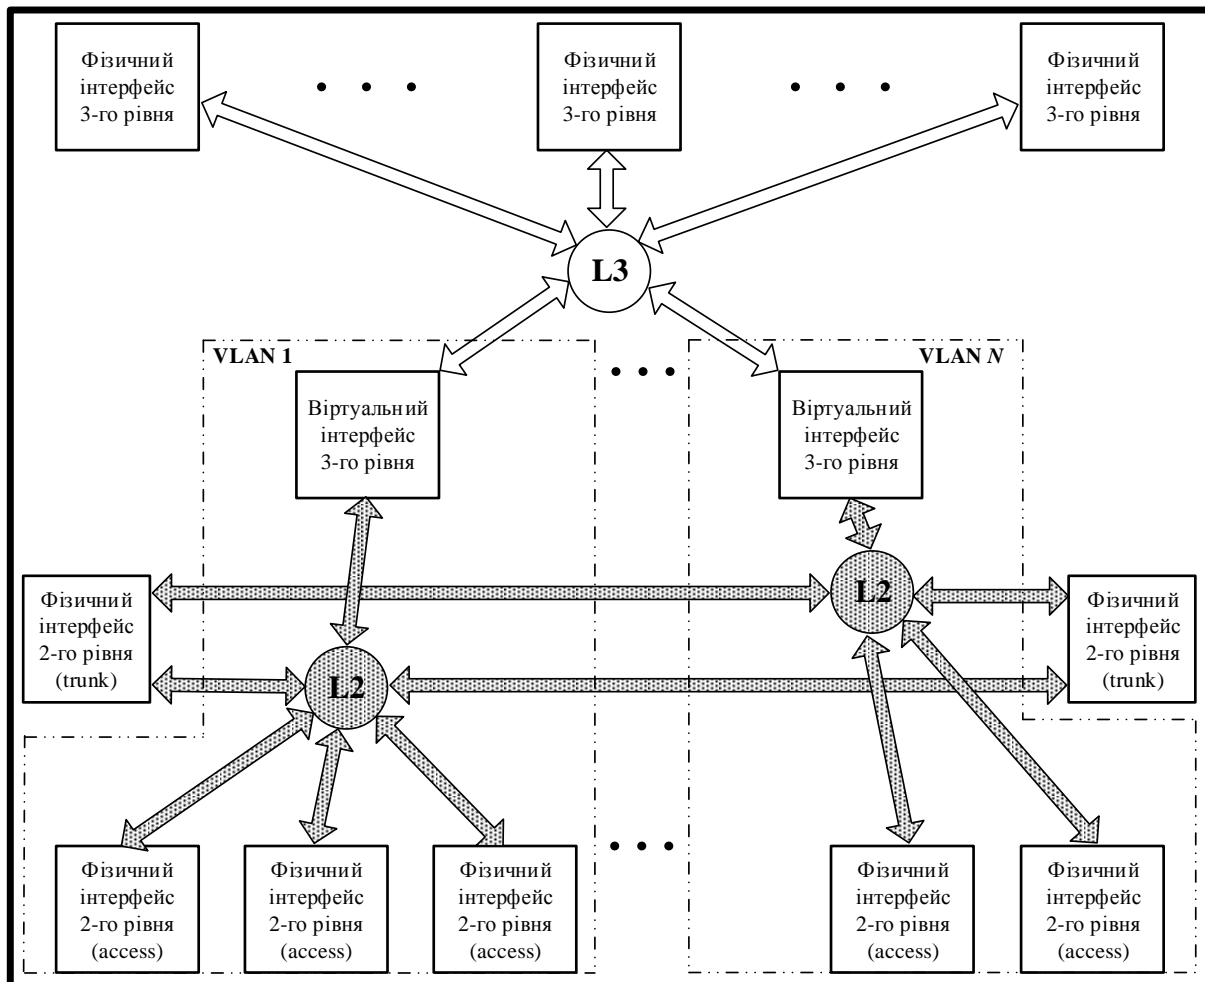 Фізичний
інтерфейс
3-го рівня
Фізичний
інтерфейс
3-го рівня
Фізичний
інтерфейс
3-го рівня
L3
VLAN 1
VLAN N
Віртуальний
інтерфейс
3-го рівня
Віртуальний
інтерфейс
3-го рівня
Фізичний
інтерфейс
2-го рівня
(trunk)
L2
L2
Фізичний
інтерфейс
2-го рівня
(trunk)
Фізичний
інтерфейс
2-го рівня
(access)
Фізичний
інтерфейс
2-го рівня
(access)
Фізичний
інтерфейс
2-го рівня
(access)
Фізичний
інтерфейс
2-го рівня
(access)
Фізичний
інтерфейс
2-го рівня
(access)